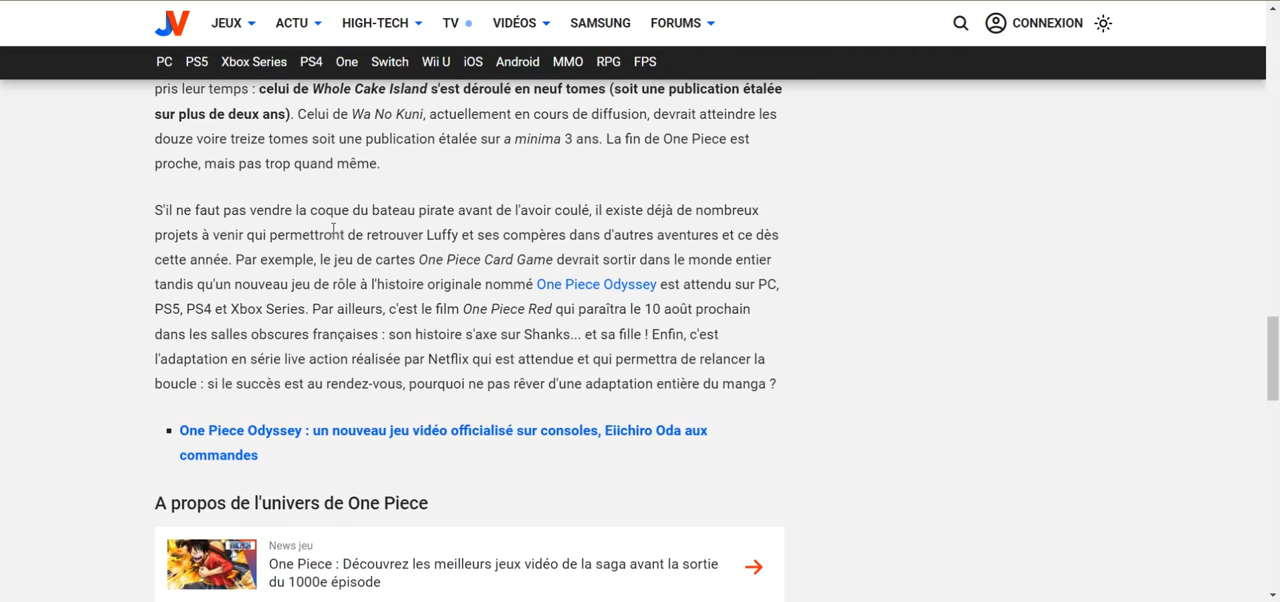 JV JEUX ACTU HIGH-TECH TV VIDÉOS SAMSUNG FORUMS CONNEXION
PC PS5 Xbox Series PS4 One Switch Wii U iOS Android MMO RPG FPS
pris leur temps : celui de Whole Cake Island s'est déroulé en neuf tomes (soit une publication étalée
sur plus de deux ans). Celui de Wa No Kuni, actuellement en cours de diffusion, devrait atteindre les
douze voire treize tomes soit une publication étalée sur a minima 3 ans. La fin de One Piece est
proche, mais pas trop quand même.
S'il ne faut pas vendre la coque du bateau pirate avant de l'avoir coulé, il existe déjà de nombreux
projets à venir qui permettront de retrouver Luffy et ses compères dans d'autres aventures et ce dès
cette année. Par exemple, le jeu de cartes One Piece Card Game devrait sortir dans le monde entier
tandis qu'un nouveau jeu de rôle à l'histoire originale nommé One Piece Odyssey est attendu sur PC,
PS5, PS4 et Xbox Series. Par ailleurs, c'est le film One Piece Red qui paraîtra le 10 août prochain
dans les salles obscures françaises : son histoire s'axe sur Shanks... et sa fille ! Enfin, c'est
l'adaptation en série live action réalisée par Netflix qui est attendue et qui permettra de relancer la
boucle : si le succès est au rendez-vous, pourquoi ne pas rêver d'une adaptation entière du manga ?
▪ One Piece Odyssey : un nouveau jeu vidéo officialisé sur consoles, Eiichiro Oda aux
commandes
A propos de l'univers de One Piece
News jeu
One Piece : Découvrez les meilleurs jeux vidéo de la saga avant la sortie
du 1000e épisode